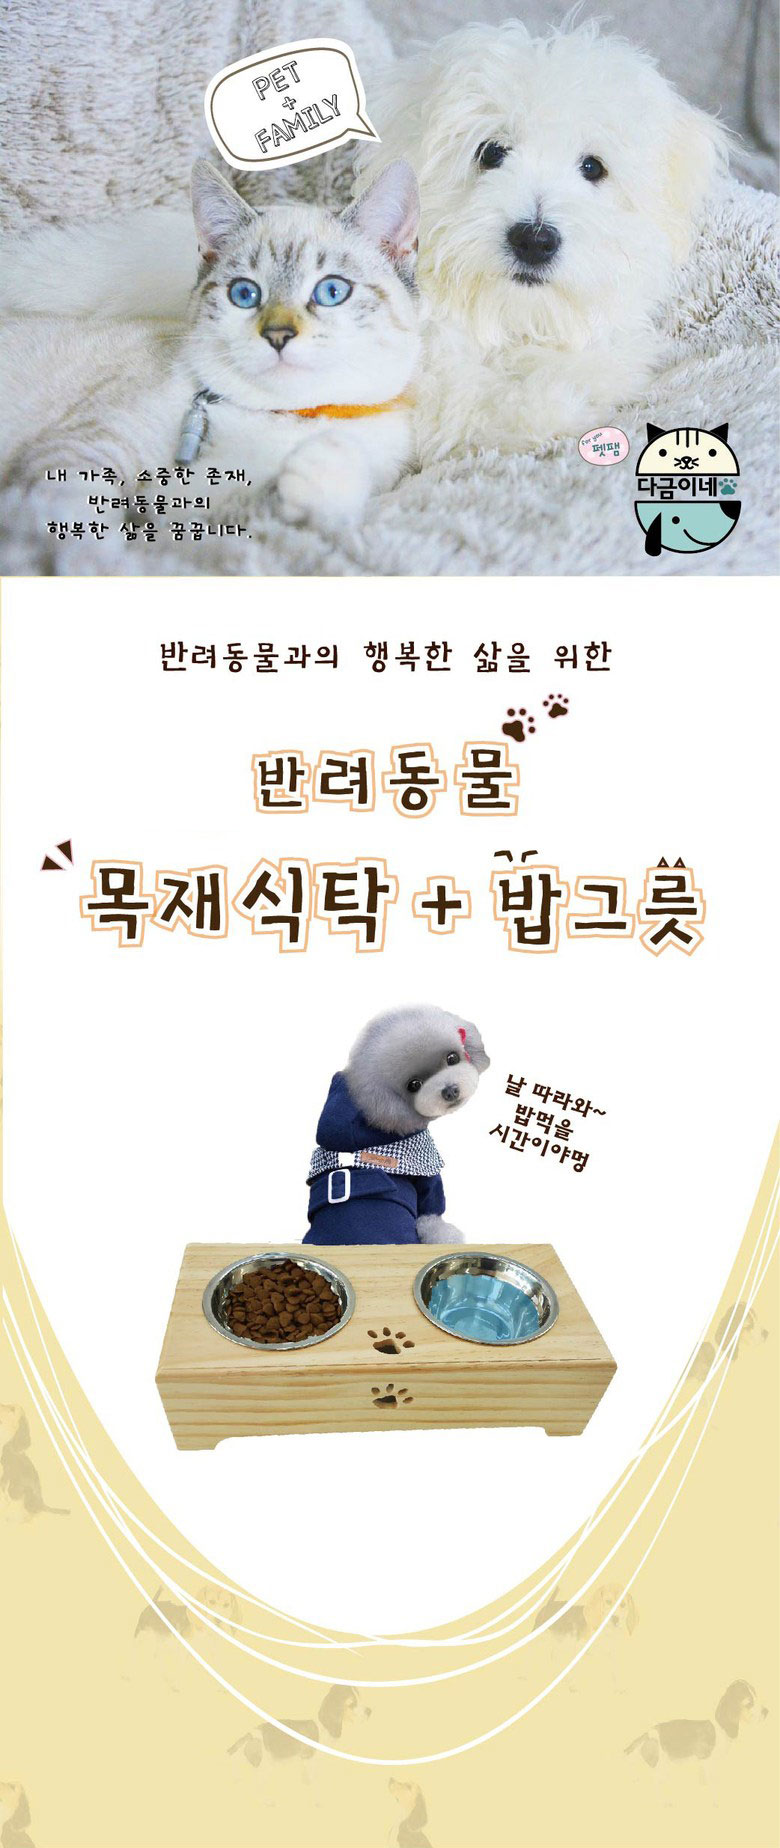 PET
+
FAMILY
내 가족, 소중한 존재,
반려동물과의
행복한 삶을 꿈꿉니다.
for you
펫팸
다금이네
반려동물과의 행복한 삶을 위한
반려동물
목재식탁 + 밥그릇
날 따라와~
밥먹을
시간이야멍